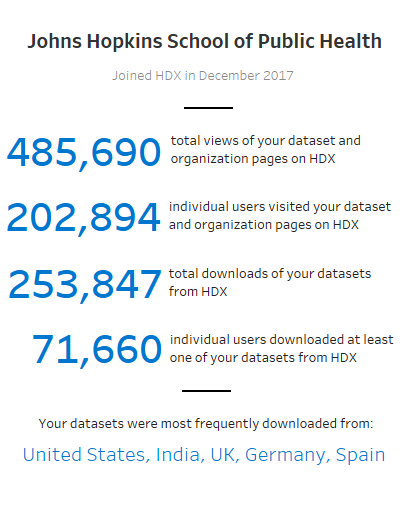 Johns Hopkins School of Public Health
Joined HDX in December 2017
485,690 total views of your dataset and
organization pages on HDX
202,894 individual users visited your dataset
and organization pages on HDX
253,847 total downloads of your datasets
from HDX
71,660 individual users downloaded at least
one of your datasets from HDX
Your datasets were most frequently downloaded from:
United States, India, UK, Germany, Spain